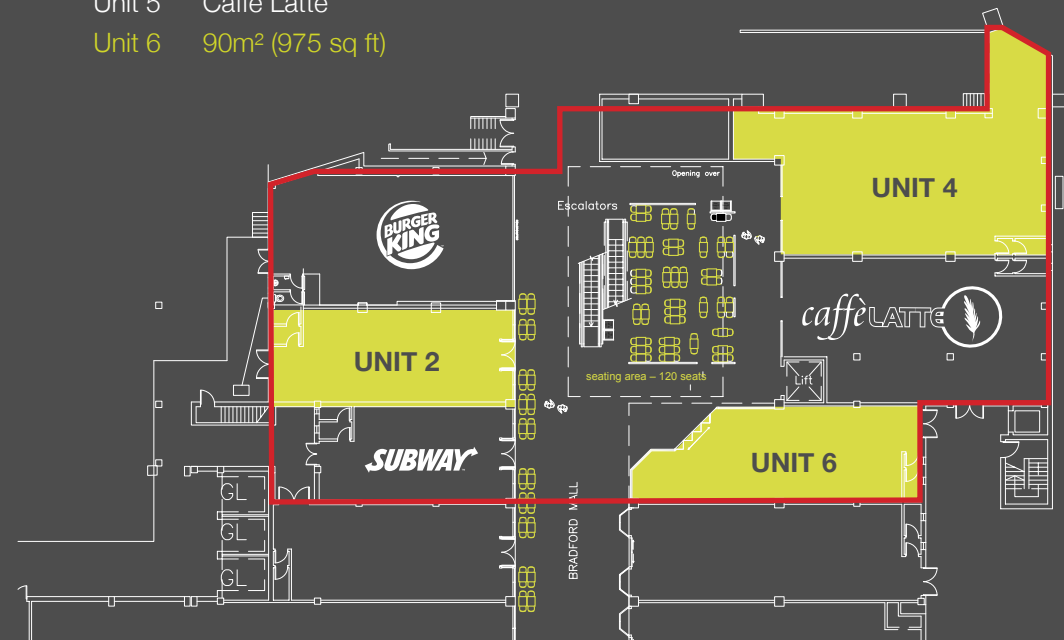 Unit 5 Caffè Latte
Unit 6 90m² (975 sq ft)
Opening over
UNIT 4
Escalators
BURGER
KING
caffè LATTE
UNIT 2
seating area – 120 seats
Lift
SUBWAY
UNIT 6
GL
GL
GL
BRADFORD MALL